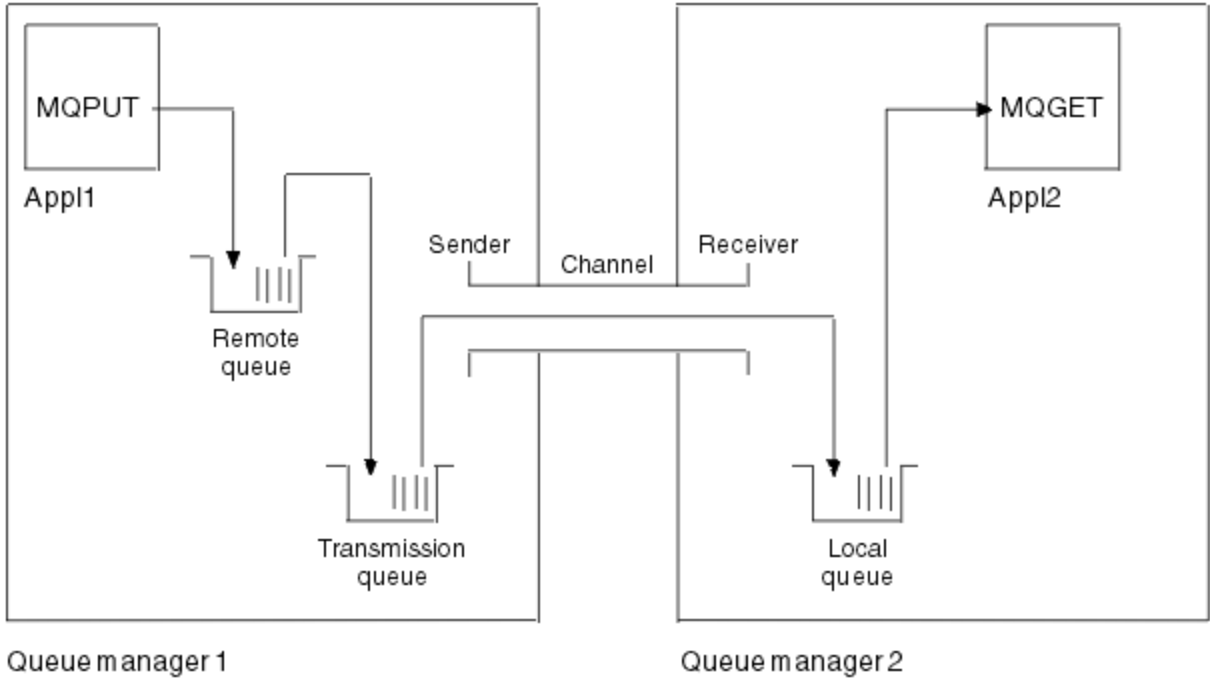 MQPUT
Appl1
MQGET
Appl2
Sender
Channel
Receiver
Remote
queue
Transmission
queue
Local
queue
Queue manager 1
Queue manager 2